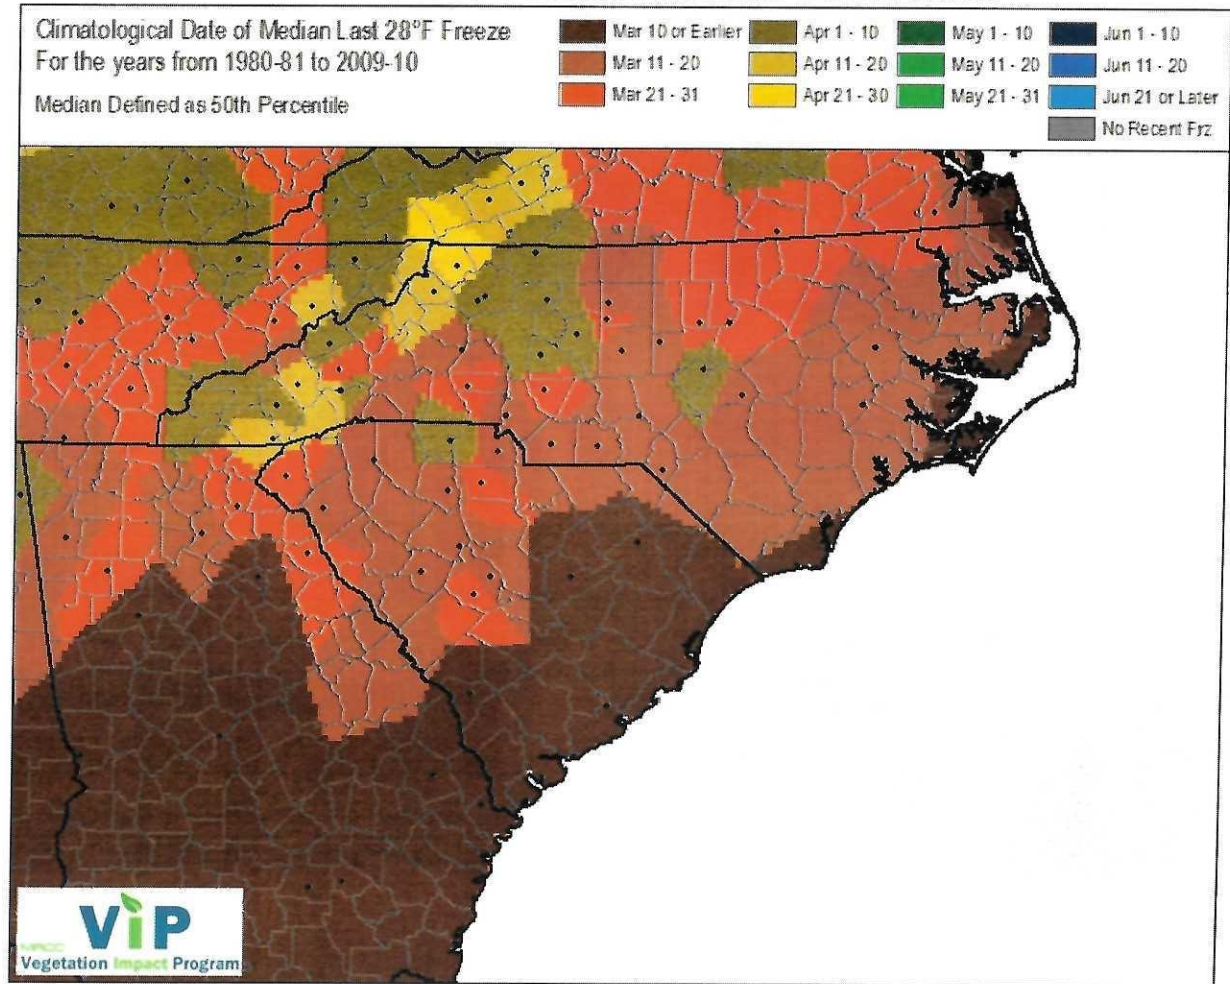 Climatological Date of Median Last 28°F Freeze
For the years from 1980-81 to 2009-10
Median Defined as 50th Percentile
Mar 10 or Earlier
Mar 11 - 20
Mar 21 - 31
Apr 1 - 10
Apr 11 - 20
Apr 21 - 30
May 1 - 10
May 11 - 20
May 21 - 31
Jun 1 - 10
Jun 11 - 20
Jun 21 or Later
No Recent Frz
MRCC
ViP
Vegetation Impact Program